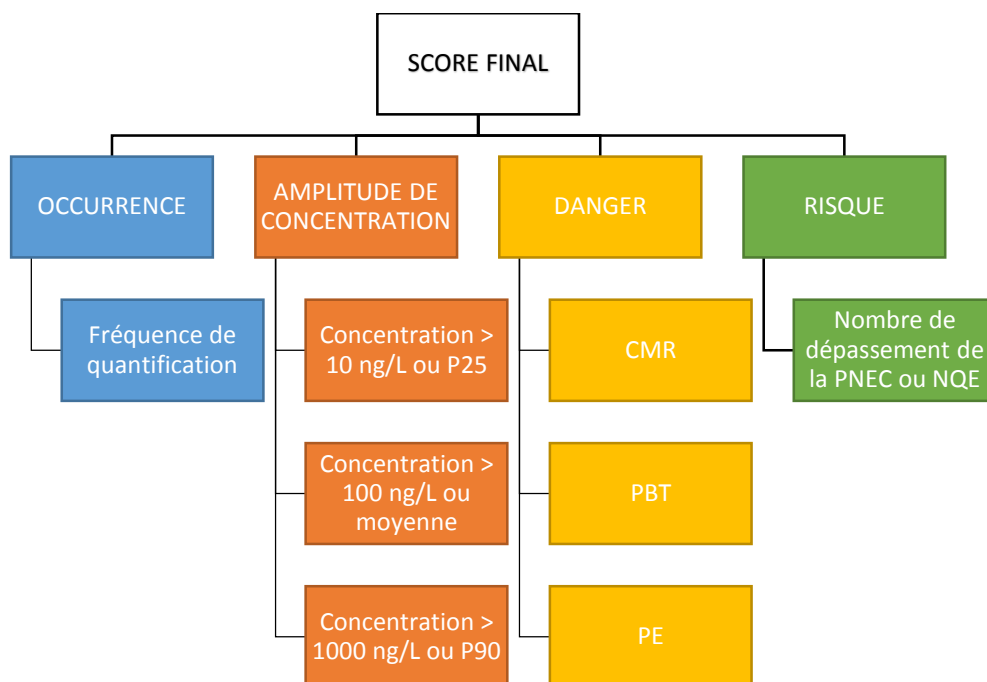 SCORE FINAL
OCCURRENCE
AMPLITUDE DE
CONCENTRATION
DANGER
RISQUE
Fréquence de
quantification
Concentration >
10 ng/L ou P25
CMR
Nombre de
dépassement de
la PNEC ou NQE
Concentration >
100 ng/L ou
moyenne
PBT
Concentration >
1000 ng/L ou P90
PE